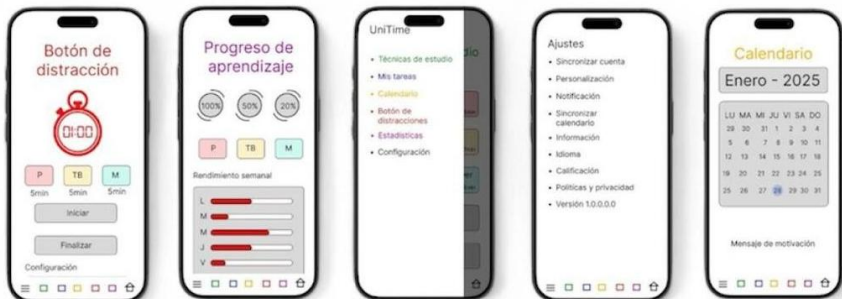 Botón de
distracción
01:00
P TB M
5min 5min 5min
Iniciar
Finalizar
Configuración
Progreso de
aprendizaje
100% 50% 20%
P TB M
Rendimiento semanal
L
M
M
J
V
UniTime
• Técnicas de estudio
• Mis tareas
• Calendario
• Botón de
distracciones
• Estadísticas
• Configuración
Ajustes
• Sincronizar cuenta
• Personalización
• Notificación
• Sincronizar
calendario
• Información
• Idioma
• Calificación
• Políticas y privacidad
• Versión 1.0.0.0.0
Calendario
Enero - 2025
LU MA MI JU VI SA DO
29 30 31 1 2 3 4
5 6 7 8 9 10 11
12 13 14 15 16 17 18
19 20 21 22 23 24
25 26 27 28 29 30 31
Mensaje de motivación